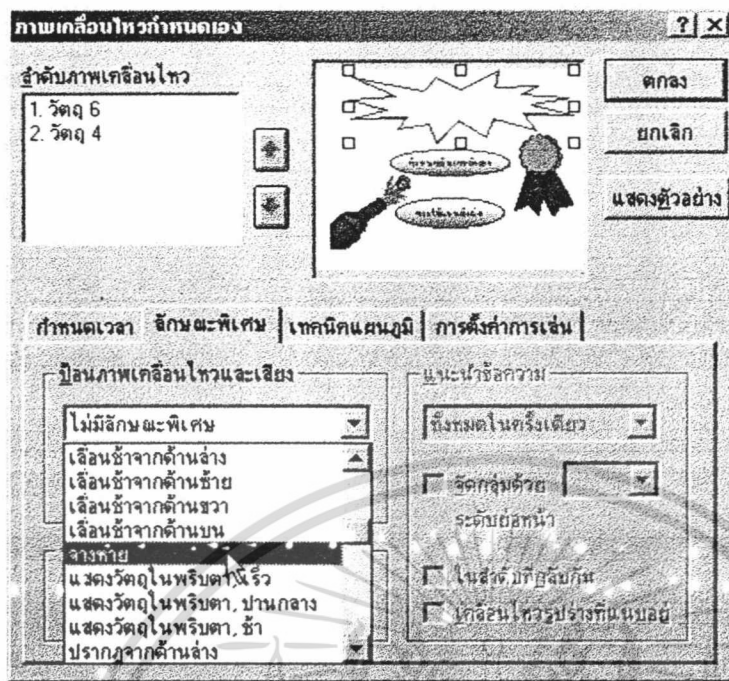 ภาพเคลื่อนไหวกำหนดเอง
ลำดับภาพเคลื่อนไหว
1. วัตถุ 6
2. วัตถุ 4
ตกลง
ยกเลิก
แสดงตัวอย่าง
กำหนดเวลา ลักษณะพิเศษ เทคนิคแผนภูมิ การตั้งค่าการเล่น
ป้อนภาพเคลื่อนไหวและเสียง
แนะนำข้อความ
ไม่มีลักษณะพิเศษ
ทั้งหมดในครั้งเดียว
เลื่อนช้าจากด้านล่าง
เลื่อนช้าจากด้านซ้าย
เลื่อนช้าจากด้านขวา
เลื่อนช้าจากด้านบน
จางหาย
แสดงวัตถุในพริบตา, เร็ว
แสดงวัตถุในพริบตา, ปานกลาง
แสดงวัตถุในพริบตา, ช้า
ปรากฏจากด้านล่าง
จัดกลุ่มด้วย
ระดับย่อหน้า
ในลำดับที่กลับกัน
เคลื่อนไหวรูปร่างที่แนบอยู่